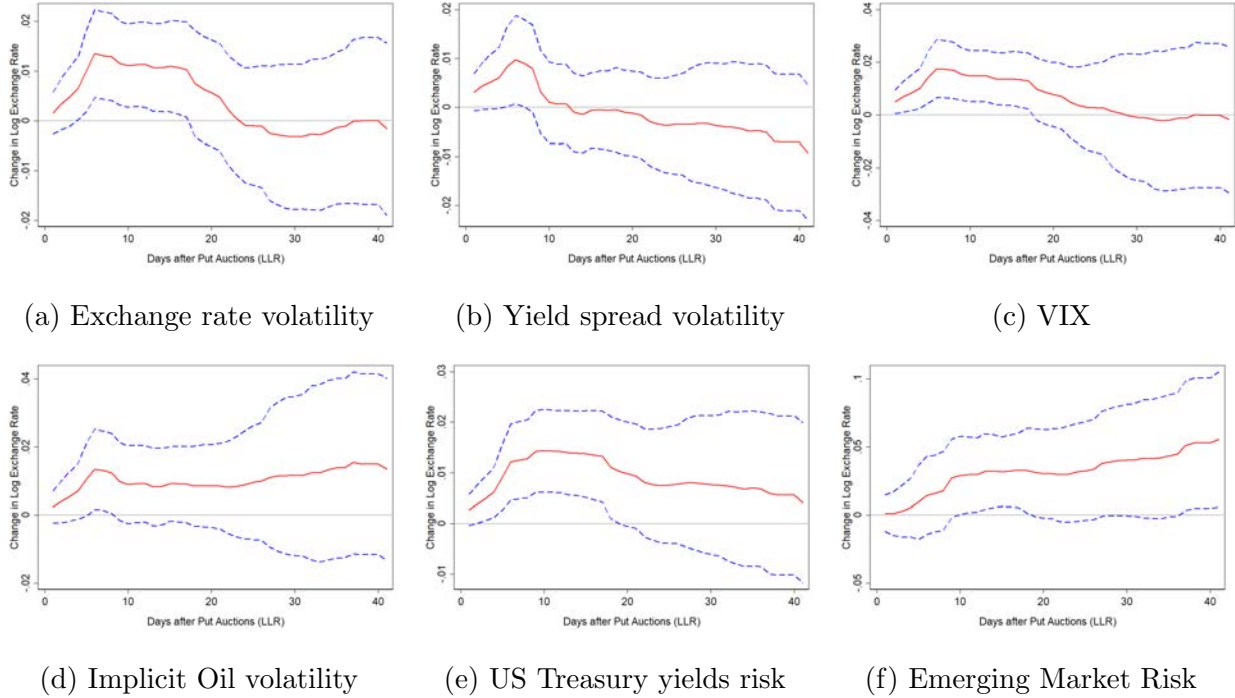 Change in Log Exchange Rate
.02
.01
0
-.01
-.02
0 10 20 30 40
Days after Put Auctions (LLR)
(a) Exchange rate volatility
Change in Log Exchange Rate
.02
.01
0
-.01
-.02
0 10 20 30 40
Days after Put Auctions (LLR)
(b) Yield spread volatility
Change in Log Exchange Rate
.04
.02
0
-.02
-.04
0 10 20 30 40
Days after Put Auctions (LLR)
(c) VIX
Change in Log Exchange Rate
.04
.02
0
-.02
0 10 20 30 40
Days after Put Auctions (LLR)
(d) Implicit Oil volatility
Change in Log Exchange Rate
.03
.02
.01
0
-.01
0 10 20 30 40
Days after Put Auctions (LLR)
(e) US Treasury yields risk
Change in Log Exchange Rate
.1
.05
0
-.05
0 10 20 30 40
Days after Put Auctions (LLR)
(f) Emerging Market Risk